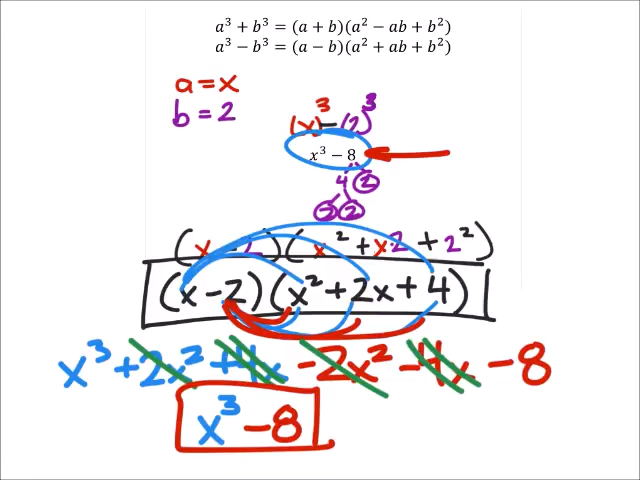 a³ + b³ = (a + b)(a² − ab + b²)
a³ − b³ = (a − b)(a² + ab + b²)
a = x
b = 2
(x)³ − (2)³
x³ − 8
4 2
2 2
(x − 2)(x² + x·2 + 2²)
(x − 2)(x² + 2x + 4)
x³ + 2x² + 4x − 2x² − 4x − 8
x³ − 8